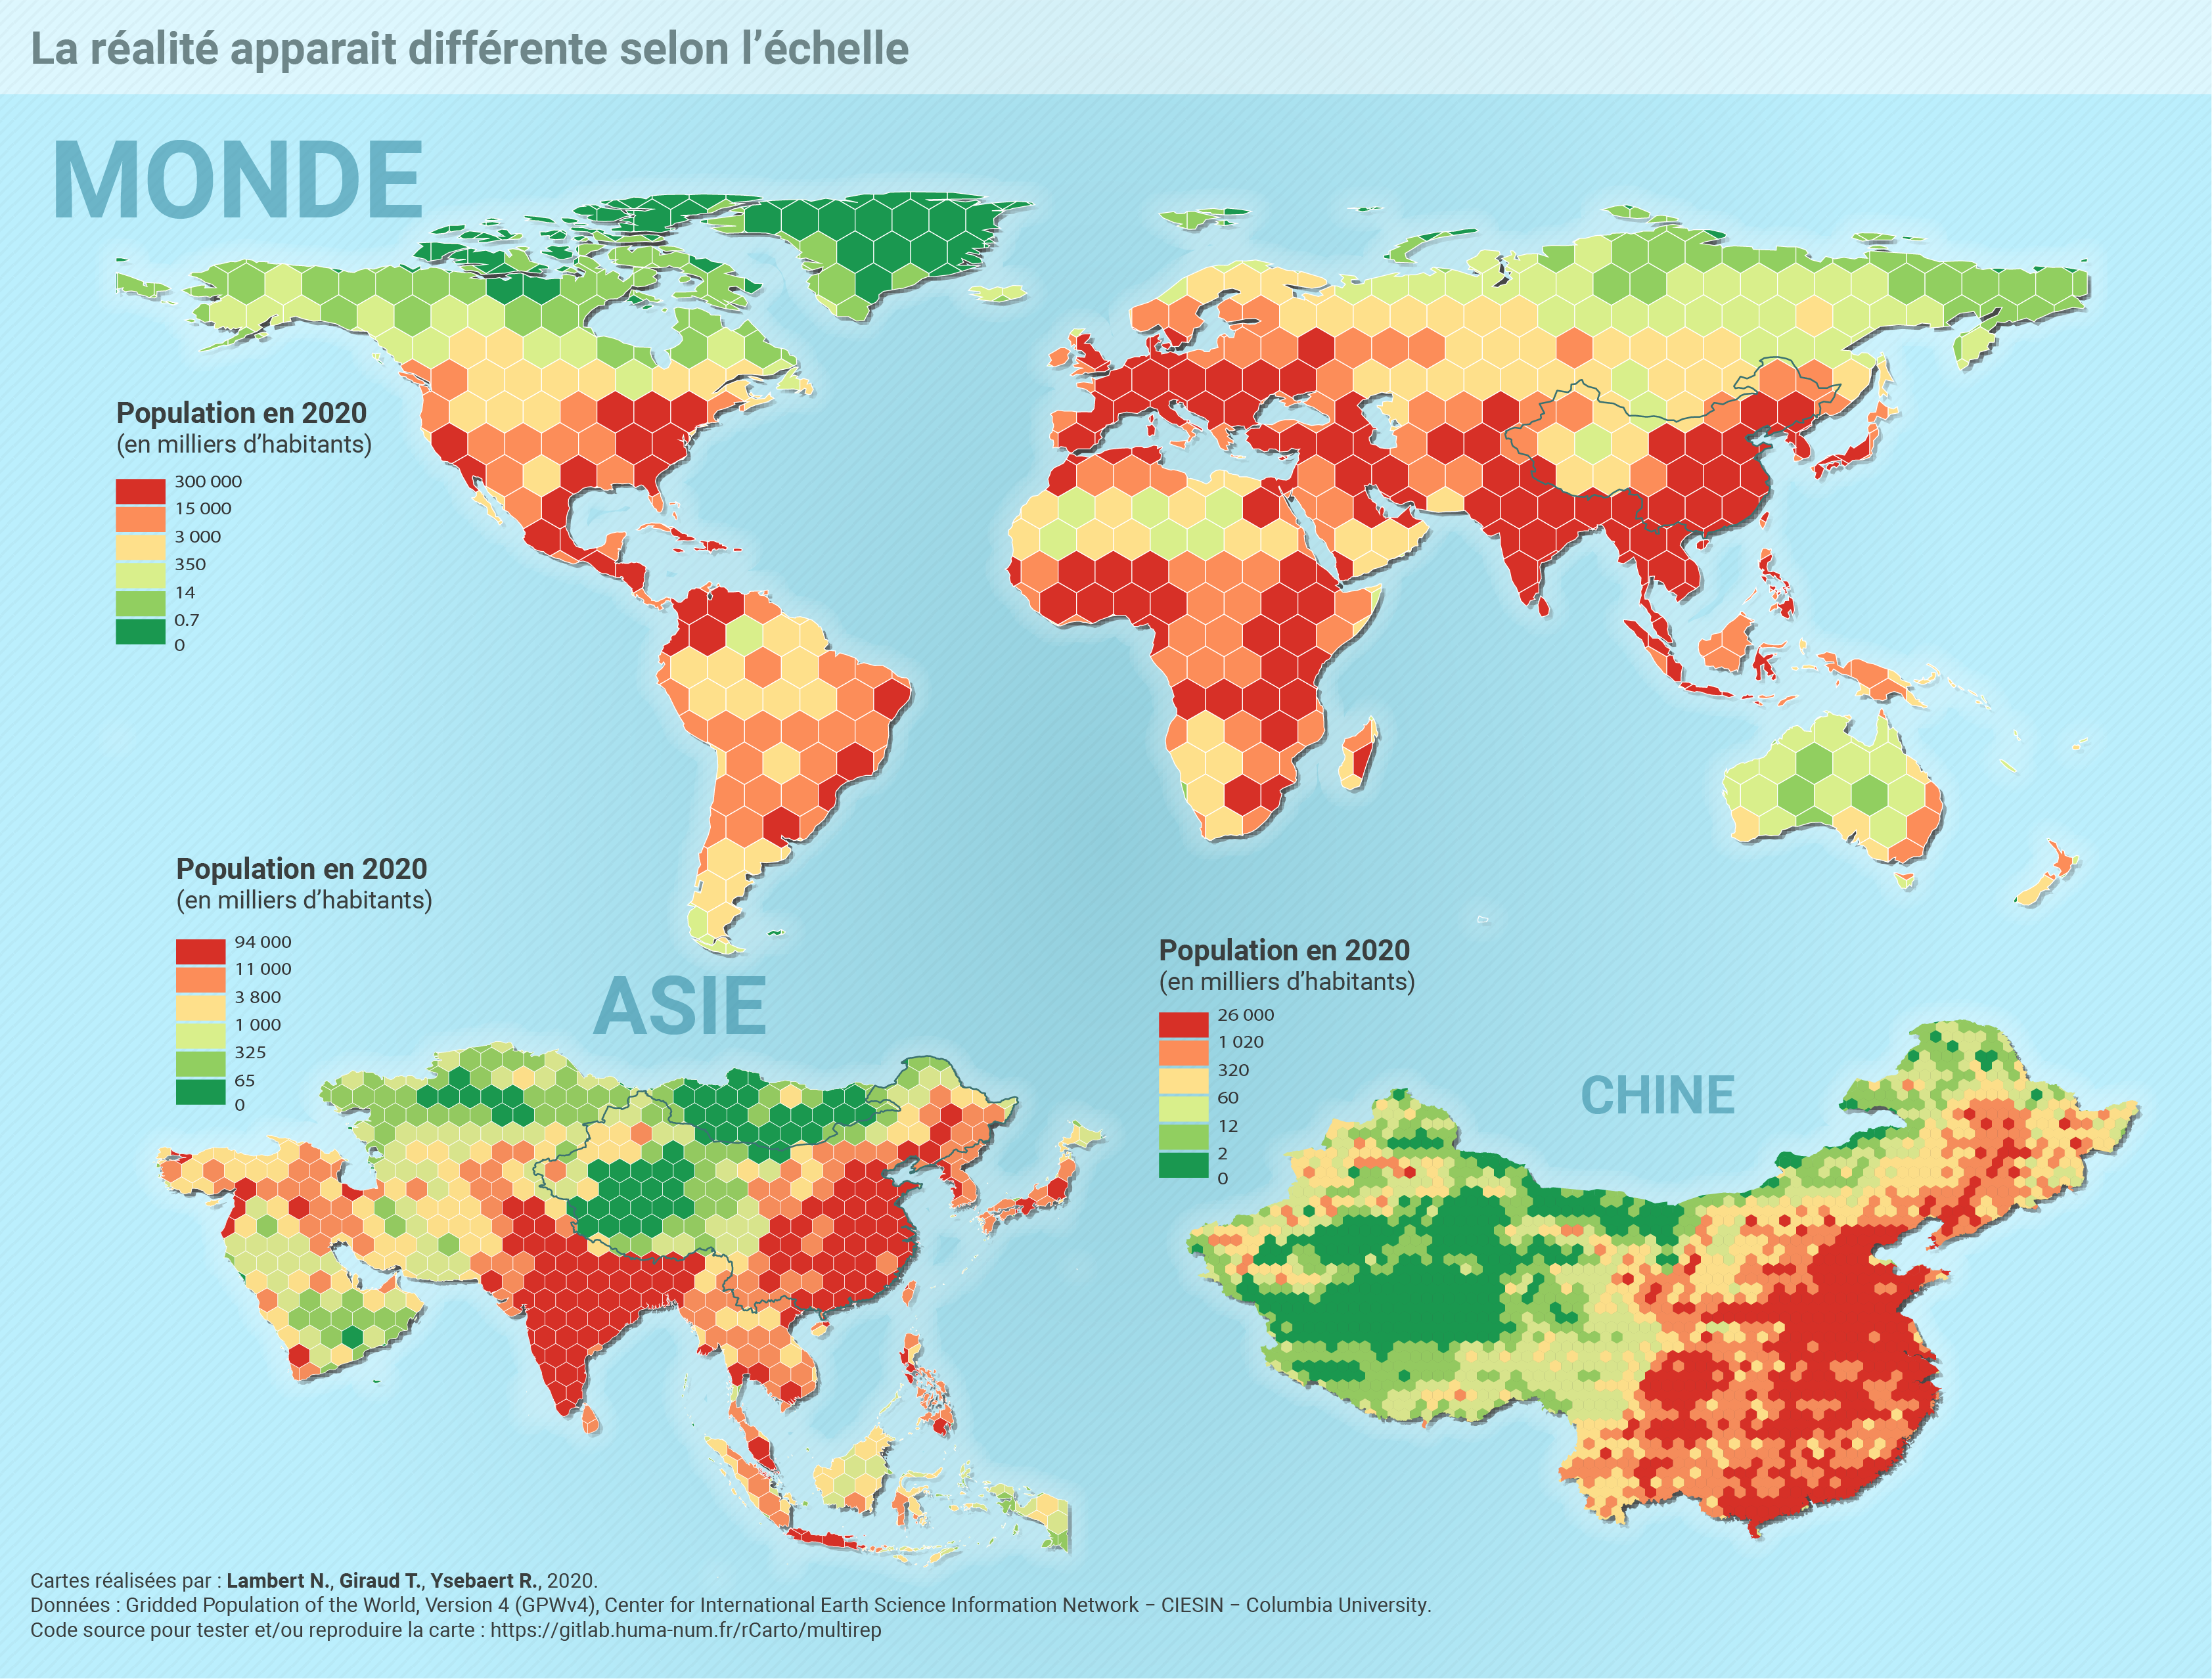 La réalité apparait différente selon l’échelle
MONDE
Population en 2020
(en milliers d’habitants)
300 000
15 000
3 000
350
14
0.7
0
Population en 2020
(en milliers d’habitants)
94 000
11 000
3 800
1 000
325
65
0
ASIE
Population en 2020
(en milliers d’habitants)
26 000
1 020
320
60
12
2
0
CHINE
Cartes réalisées par : Lambert N., Giraud T., Ysebaert R., 2020.
Données : Gridded Population of the World, Version 4 (GPWv4), Center for International Earth Science Information Network – CIESIN – Columbia University.
Code source pour tester et/ou reproduire la carte : https://gitlab.huma-num.fr/rCarto/multirep